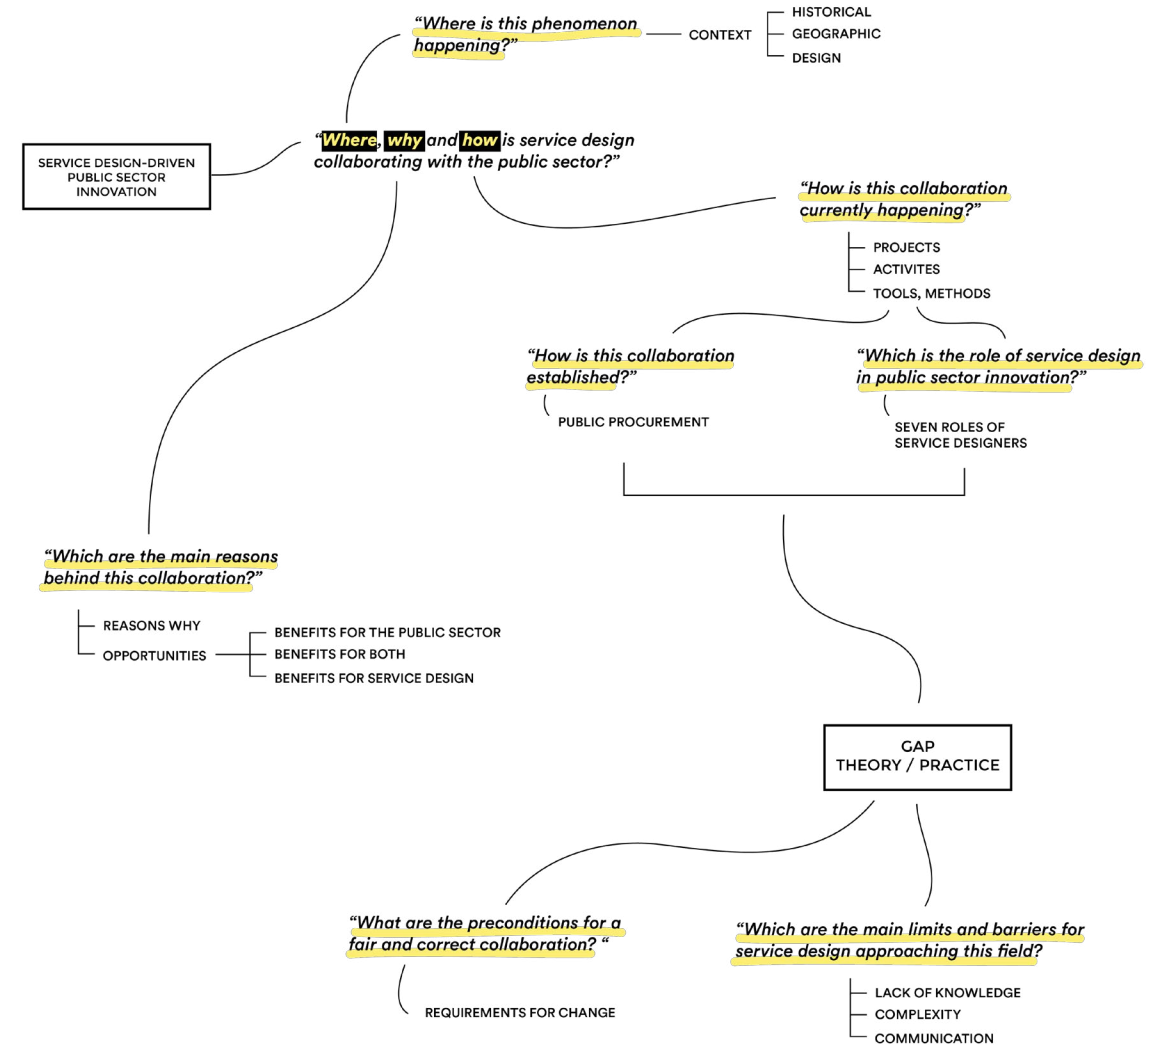 “Where is this phenomenon
happening?”
CONTEXT
HISTORICAL
GEOGRAPHIC
DESIGN
SERVICE DESIGN-DRIVEN
PUBLIC SECTOR
INNOVATION
“Where, why and how is service design
collaborating with the public sector?”
“How is this collaboration
currently happening?”
PROJECTS
ACTIVITES
TOOLS, METHODS
“How is this collaboration
established?”
PUBLIC PROCUREMENT
“Which is the role of service design
in public sector innovation?”
SEVEN ROLES OF
SERVICE DESIGNERS
“Which are the main reasons
behind this collaboration?”
REASONS WHY
OPPORTUNITIES
BENEFITS FOR THE PUBLIC SECTOR
BENEFITS FOR BOTH
BENEFITS FOR SERVICE DESIGN
GAP
THEORY / PRACTICE
“What are the preconditions for a
fair and correct collaboration? “
REQUIREMENTS FOR CHANGE
“Which are the main limits and barriers for
service design approaching this field?
LACK OF KNOWLEDGE
COMPLEXITY
COMMUNICATION